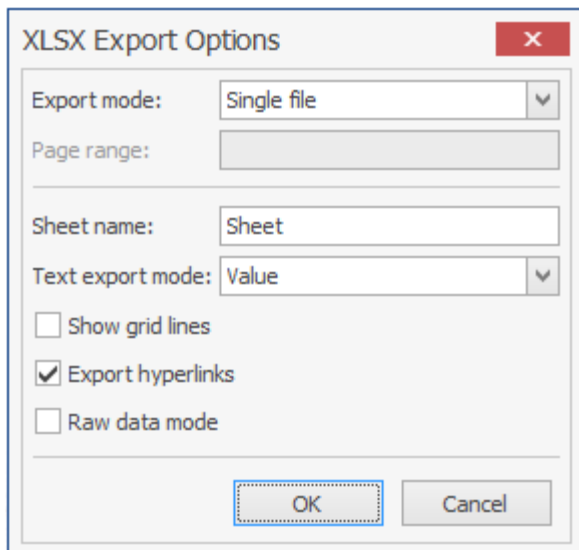 XLSX Export Options
Export mode: Single file
Page range:
Sheet name: Sheet
Text export mode: Value
Show grid lines
Export hyperlinks
Raw data mode
OK Cancel